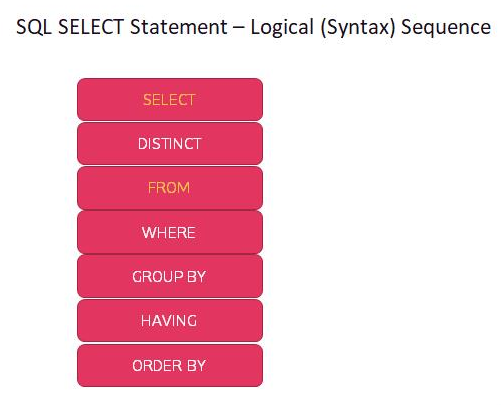 SQL SELECT Statement – Logical (Syntax) Sequence
SELECT
DISTINCT
FROM
WHERE
GROUP BY
HAVING
ORDER BY